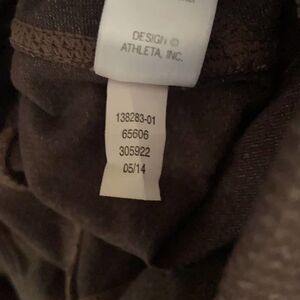 DESIGN ©
ATHLETA, INC.
138283-01
65606
305922
05/14